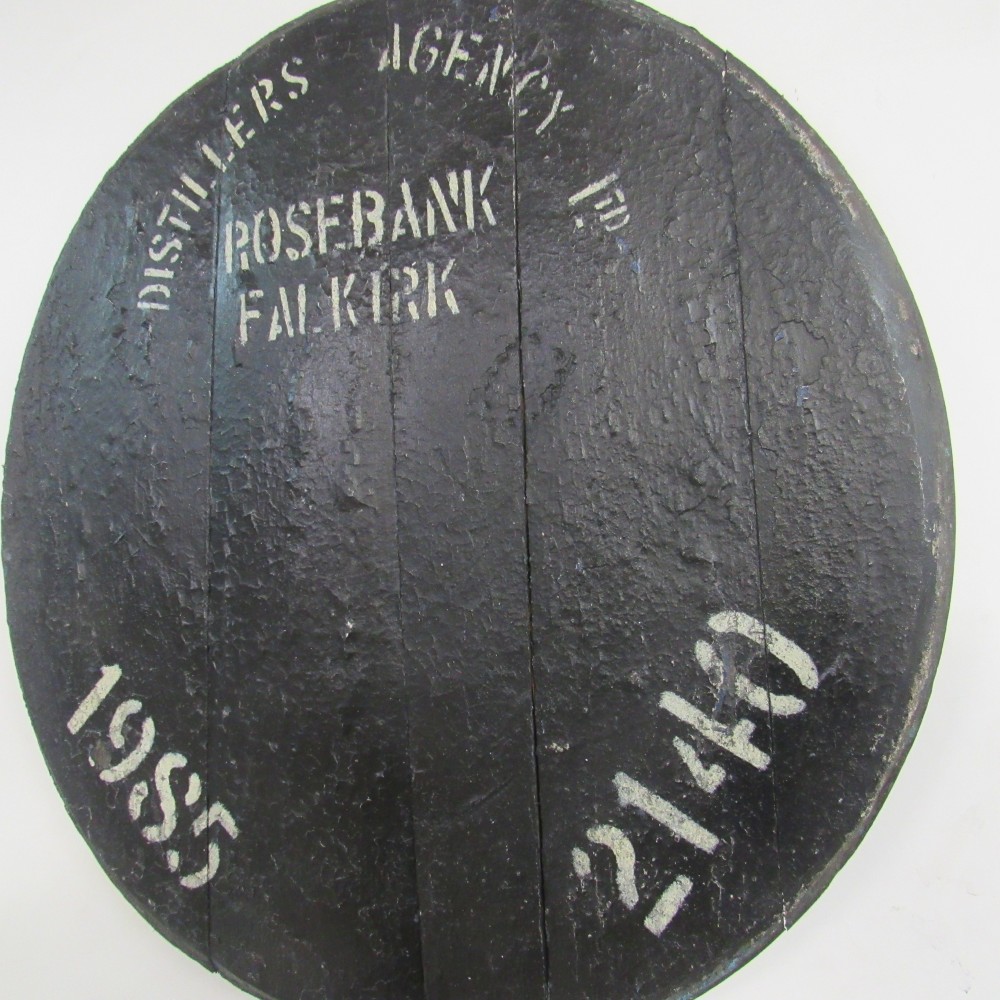 DISTILLERS AGENCY LTD
ROSEBANK
FALKIRK
1985
2140